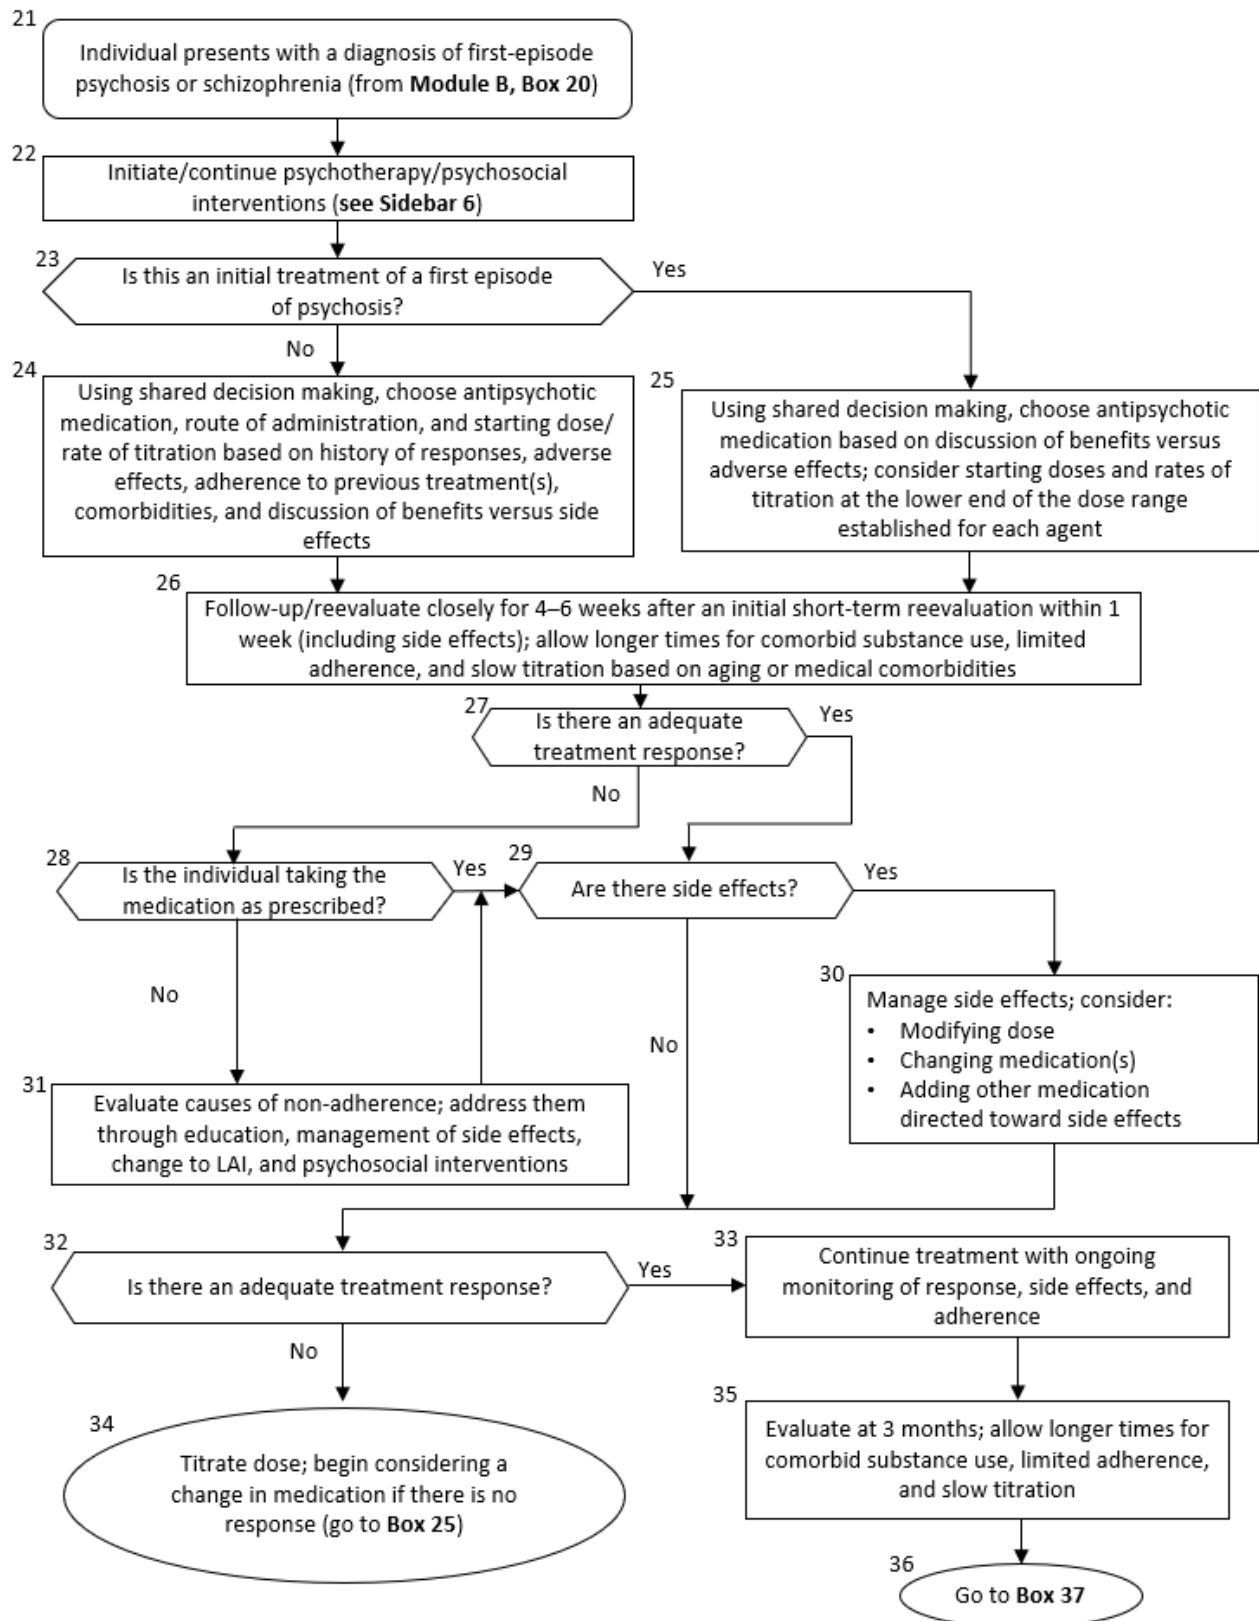 21
Individual presents with a diagnosis of first-episode
psychosis or schizophrenia (from Module B, Box 20)
22
Initiate/continue psychotherapy/psychosocial
interventions (see Sidebar 6)
23
Is this an initial treatment of a first episode
of psychosis?
Yes
No
24
Using shared decision making, choose antipsychotic
medication, route of administration, and starting dose/
rate of titration based on history of responses, adverse
effects, adherence to previous treatment(s),
comorbidities, and discussion of benefits versus side
effects
25
Using shared decision making, choose antipsychotic
medication based on discussion of benefits versus
adverse effects; consider starting doses and rates of
titration at the lower end of the dose range
established for each agent
26
Follow-up/reevaluate closely for 4–6 weeks after an initial short-term reevaluation within 1
week (including side effects); allow longer times for comorbid substance use, limited
adherence, and slow titration based on aging or medical comorbidities
27
Is there an adequate
treatment response?
Yes
No
28
Is the individual taking the
medication as prescribed?
Yes
No
29
Are there side effects?
Yes
No
30
Manage side effects; consider:
• Modifying dose
• Changing medication(s)
• Adding other medication
directed toward side effects
31
Evaluate causes of non-adherence; address them
through education, management of side effects,
change to LAI, and psychosocial interventions
32
Is there an adequate treatment response?
Yes
No
33
Continue treatment with ongoing
monitoring of response, side effects, and
adherence
34
Titrate dose; begin considering a
change in medication if there is no
response (go to Box 25)
35
Evaluate at 3 months; allow longer times for
comorbid substance use, limited adherence,
and slow titration
36
Go to Box 37